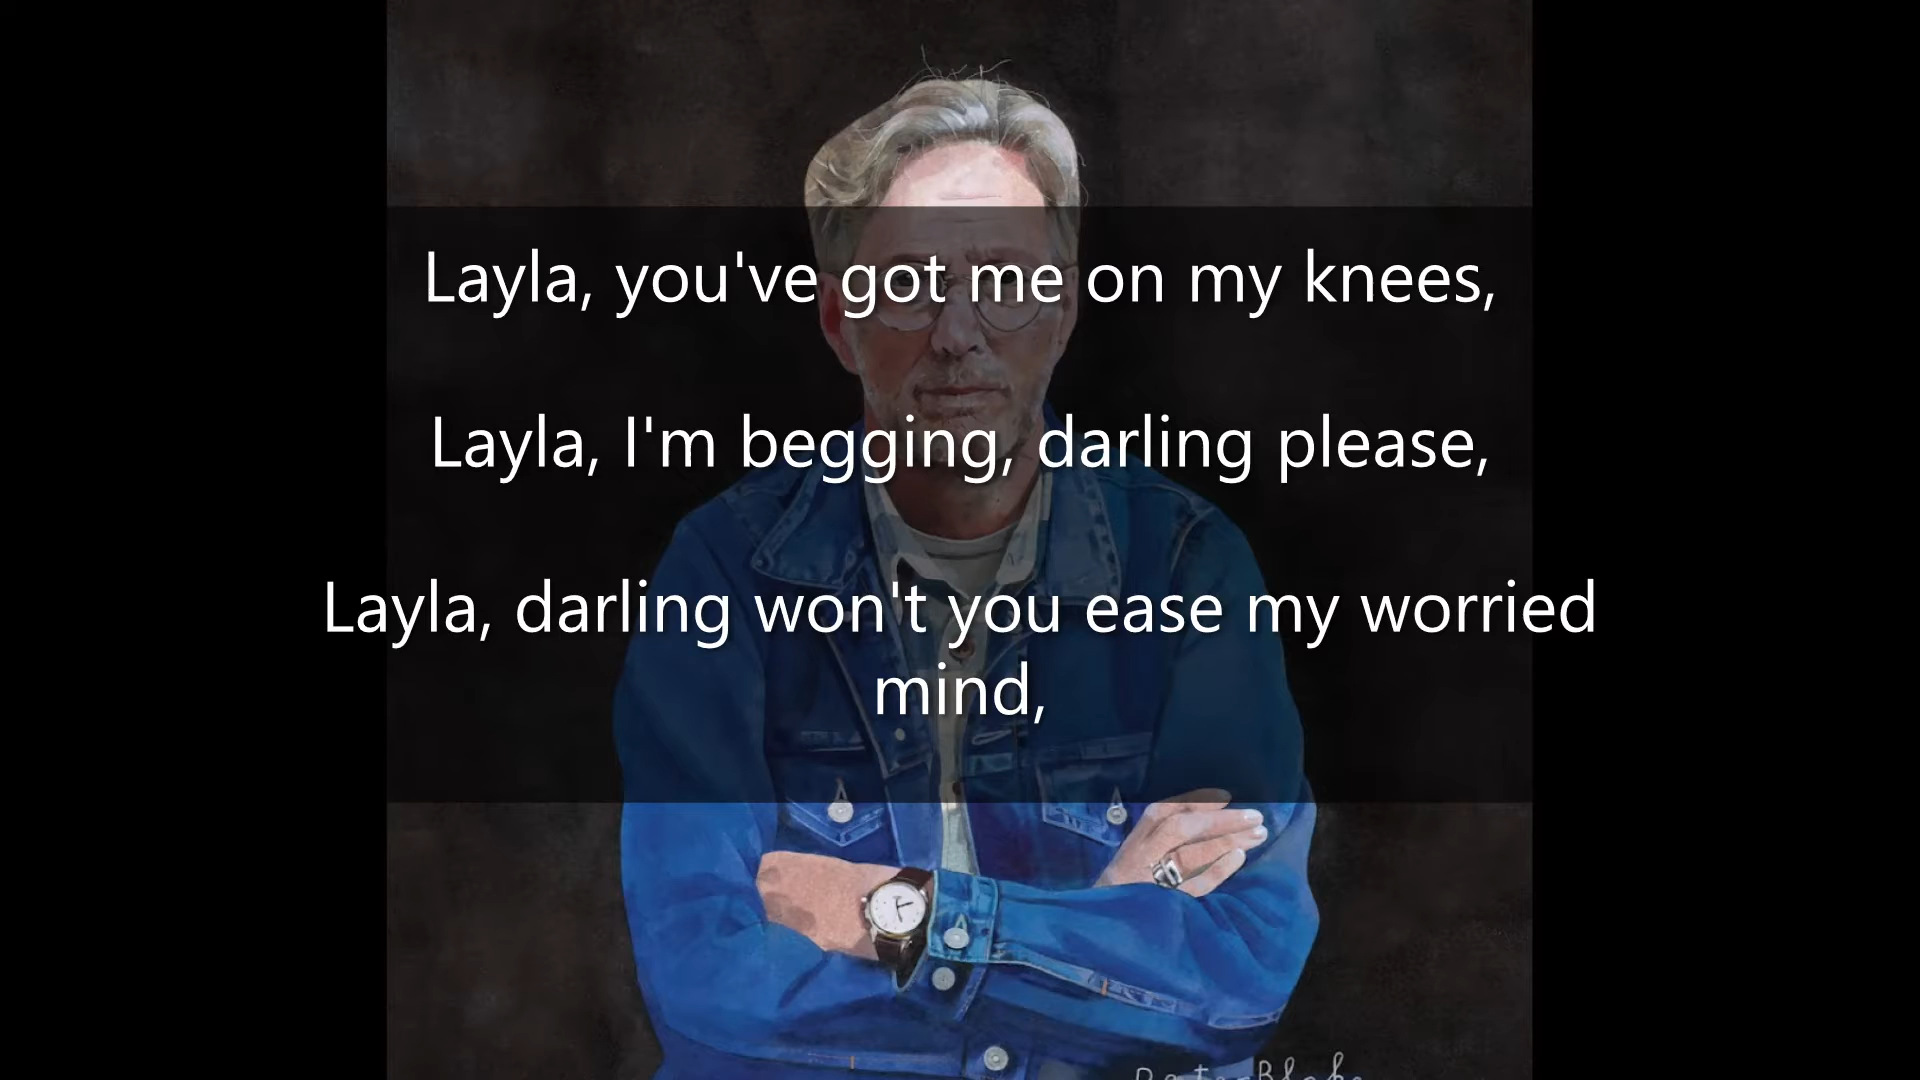 Layla, you've got me on my knees,
Layla, I'm begging, darling please,
Layla, darling won't you ease my worried
mind,